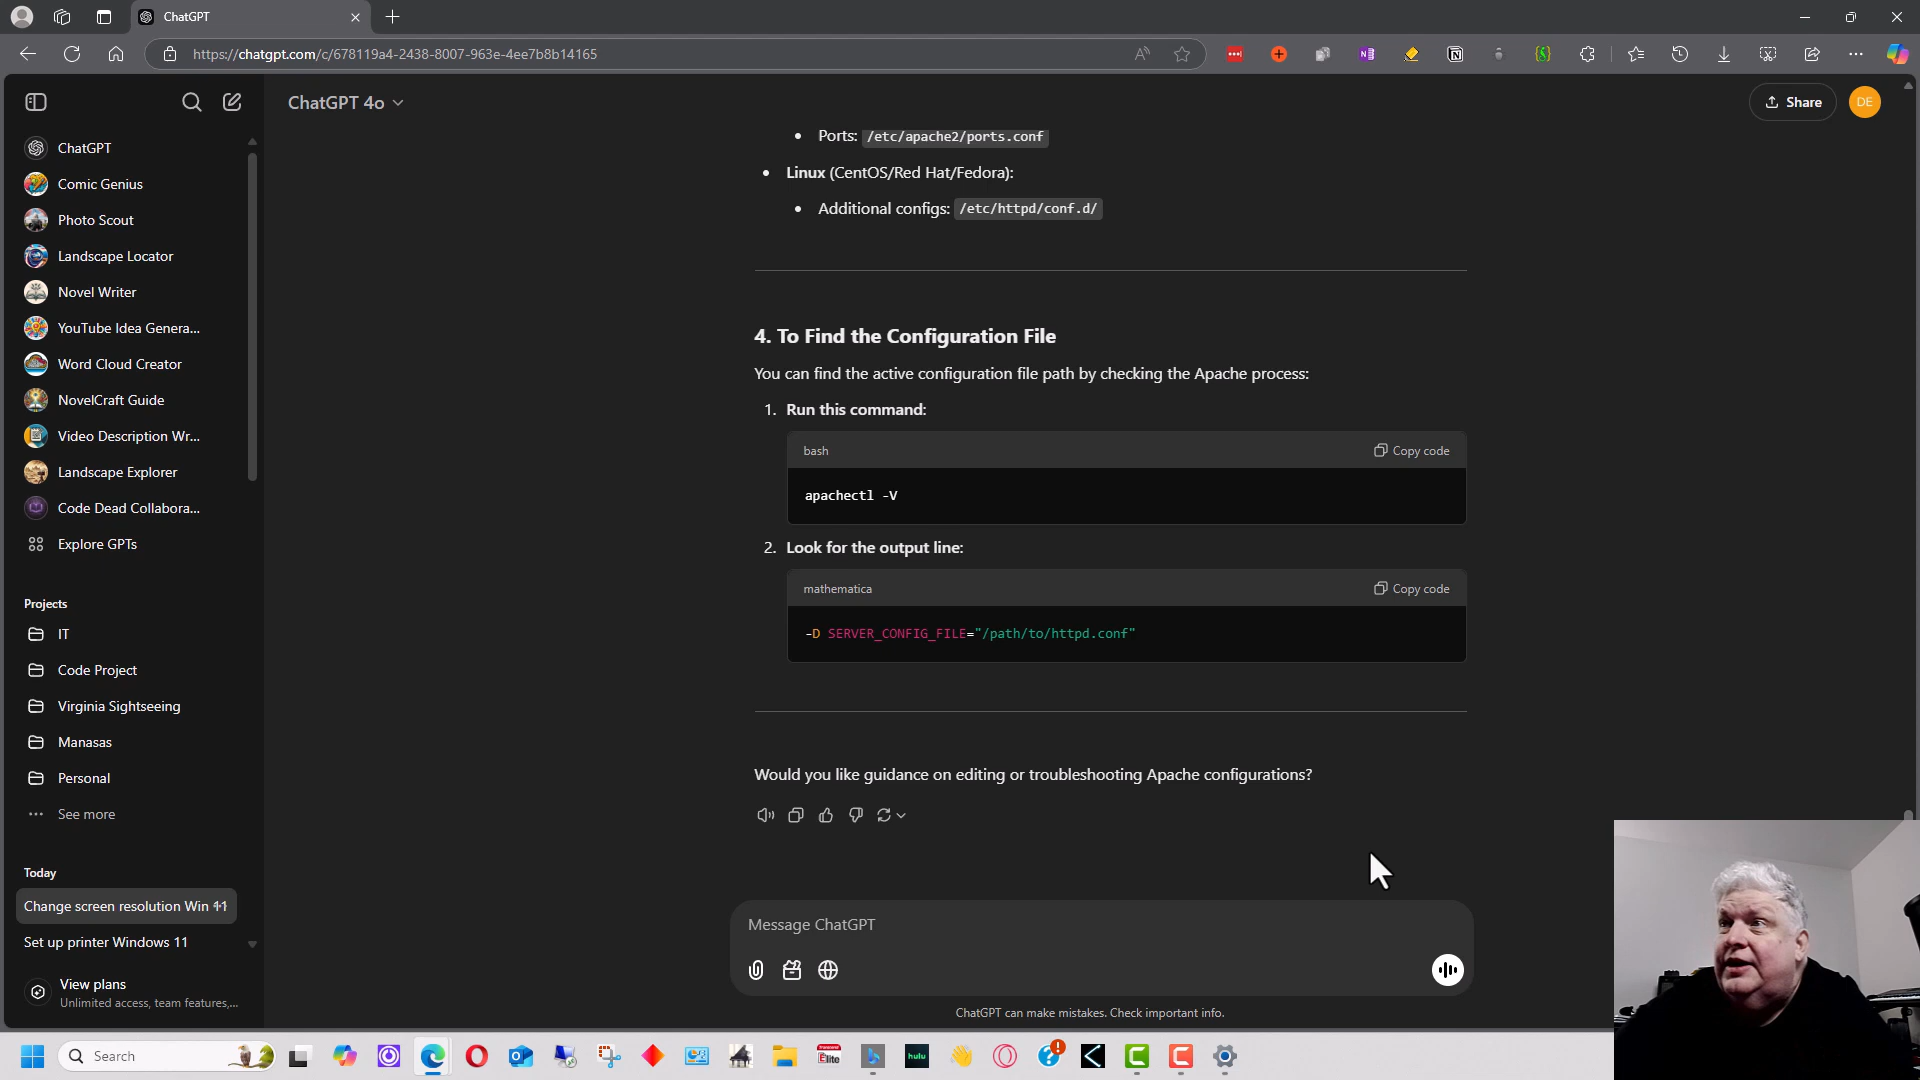 ChatGPT
https://chatgpt.com/c/678119a4-2438-8007-963e-4ee7b8b14165
ChatGPT 4o
Share
DE
ChatGPT
Comic Genius
Photo Scout
Landscape Locator
Novel Writer
YouTube Idea Genera...
Word Cloud Creator
NovelCraft Guide
Video Description Wr...
Landscape Explorer
Code Dead Collabora...
Explore GPTs
Projects
IT
Code Project
Virginia Sightseeing
Manasas
Personal
See more
Today
Change screen resolution Win 11
Set up printer Windows 11
View plans
Unlimited access, team features,...
• Ports: /etc/apache2/ports.conf
• Linux (CentOS/Red Hat/Fedora):
• Additional configs: /etc/httpd/conf.d/
4. To Find the Configuration File
You can find the active configuration file path by checking the Apache process:
1. Run this command:
bash
Copy code
apachectl -V
2. Look for the output line:
mathematica
Copy code
-D SERVER_CONFIG_FILE="/path/to/httpd.conf"
Would you like guidance on editing or troubleshooting Apache configurations?
Message ChatGPT
ChatGPT can make mistakes. Check important info.
Search
Elite
hulu